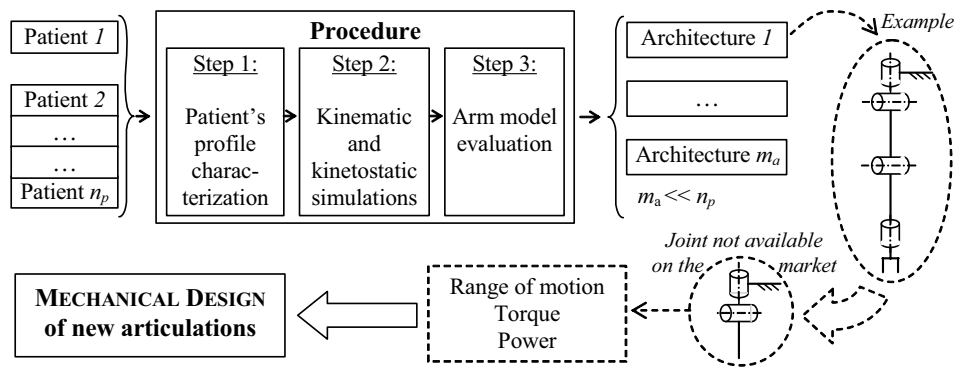 Patient 1
Patient 2
…
…
Patient np
Procedure
Step 1:
Patient's
profile
charac-
terization
Step 2:
Kinematic
and
kinetostatic
simulations
Step 3:
Arm model
evaluation
Architecture 1
…
Architecture ma
ma << np
Example
Joint not available
on the market
Range of motion
Torque
Power
MECHANICAL DESIGN
of new articulations